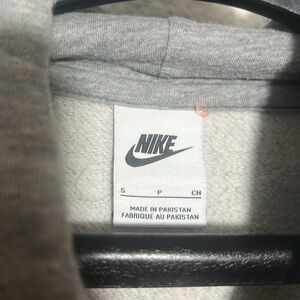 NIKE
S P CH
MADE IN PAKISTAN
FABRIQUE AU PAKISTAN